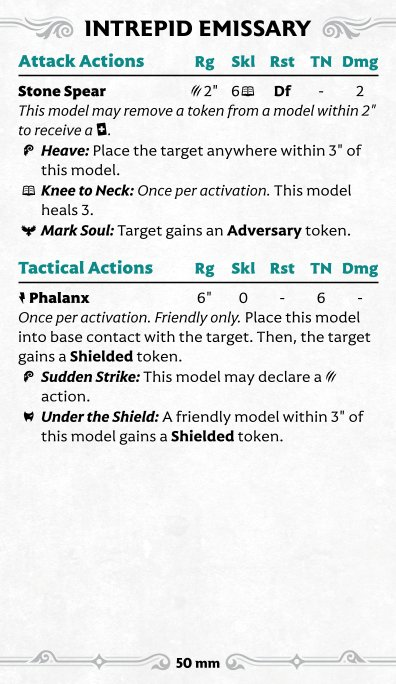 INTREPID EMISSARY
Attack Actions Rg Skl Rst TN Dmg
Stone Spear 2" 6 Df - 2
This model may remove a token from a model within 2"
to receive a .
Heave: Place the target anywhere within 3" of
this model.
Knee to Neck: Once per activation. This model
heals 3.
Mark Soul: Target gains an Adversary token.
Tactical Actions Rg Skl Rst TN Dmg
Phalanx 6" 0 - 6 -
Once per activation. Friendly only. Place this model
into base contact with the target. Then, the target
gains a Shielded token.
Sudden Strike: This model may declare a
action.
Under the Shield: A friendly model within 3" of
this model gains a Shielded token.
50 mm